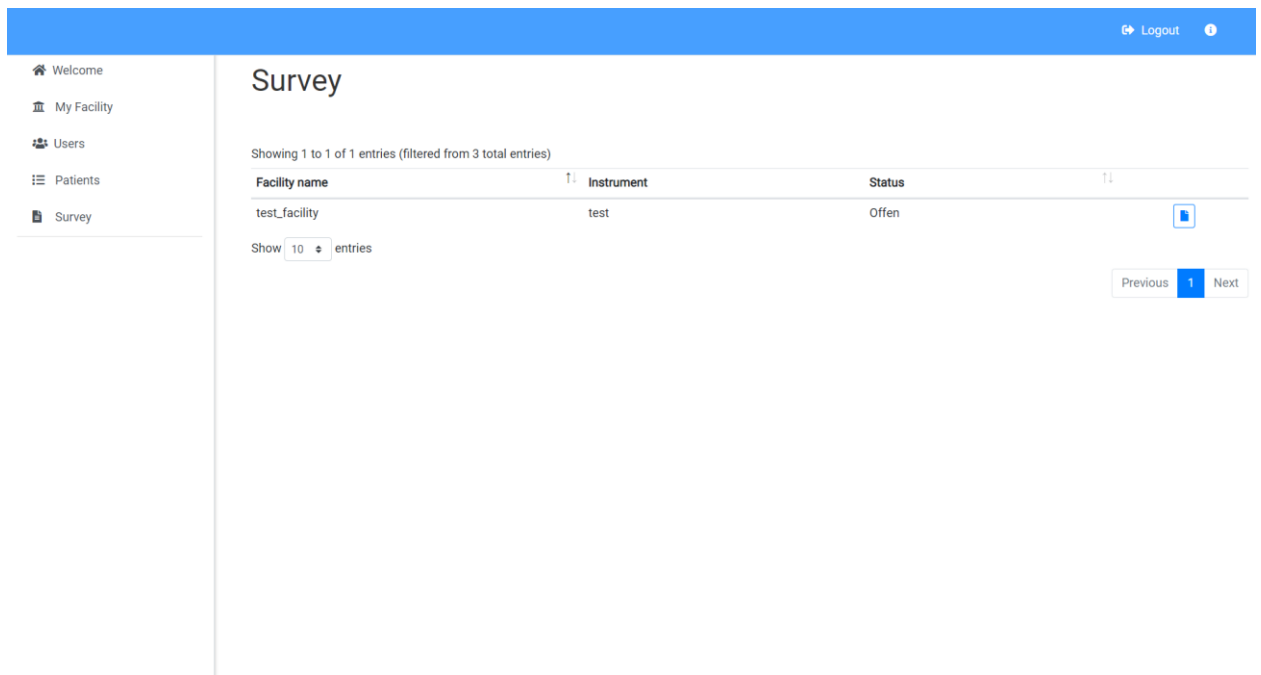 Logout
Welcome
My Facility
Users
Patients
Survey
Survey
Showing 1 to 1 of 1 entries (filtered from 3 total entries)
Facility name Instrument Status
test_facility test Offen
Show 10 entries
Previous 1 Next